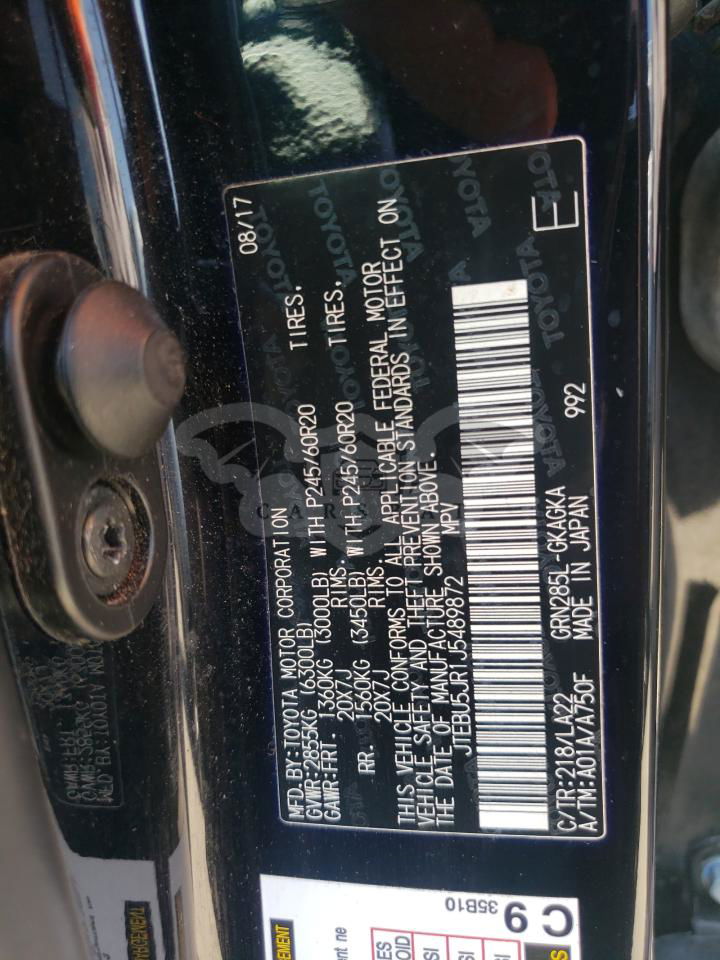 08/17
MFD. BY:TOYOTA MOTOR CORPORATION
GVWR:2855KG (6300LB)
GAWR:FRT. 1360KG (3000LB) WITH P245/60R20 TIRES,
20X7J RIMS,
RR. 1560KG (3450LB) WITH P245/60R20 TIRES,
20X7J RIMS.
THIS VEHICLE CONFORMS TO ALL APPLICABLE FEDERAL MOTOR
VEHICLE SAFETY AND THEFT PREVENTION STANDARDS IN EFFECT ON
THE DATE OF MANUFACTURE SHOWN ABOVE.
JTEBU5JR1J5489872 MPV
C/TR:218/LA22 GRN285L-GKAGKA
A/TM:A01A/A750F MADE IN JAPAN 992
TOYOTA
C9
35B10